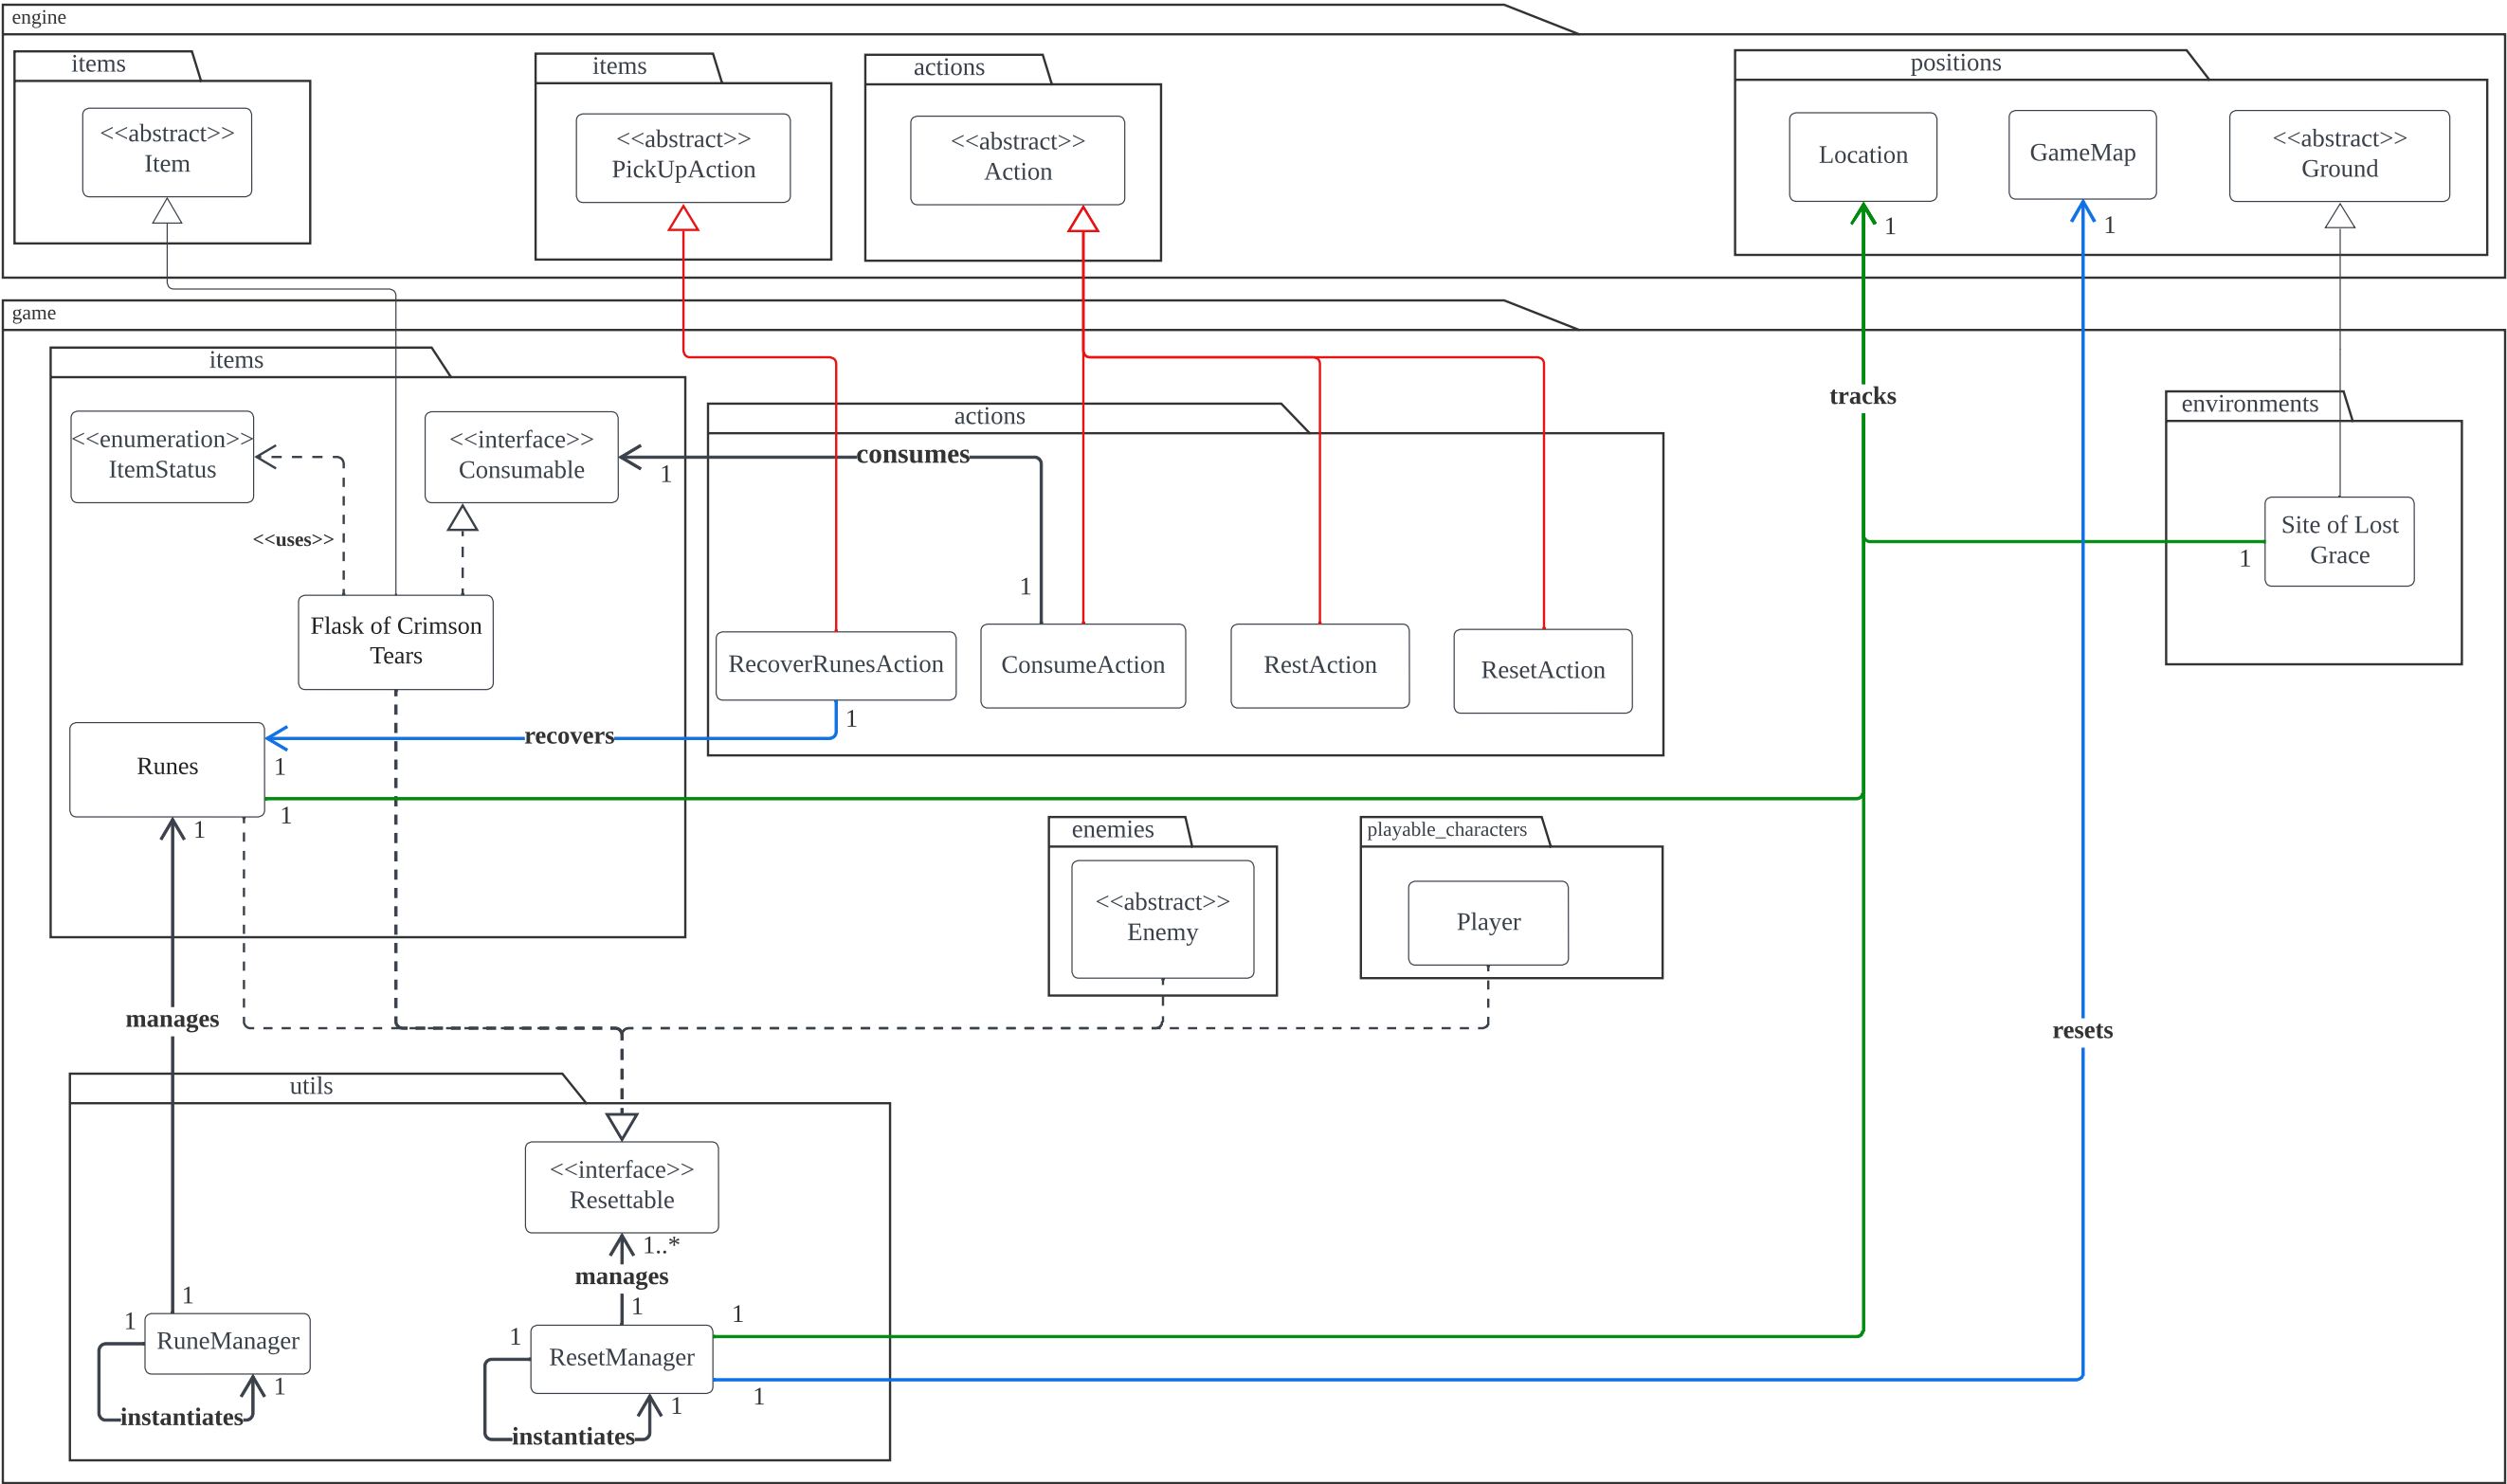 engine
items
<<abstract>>
Item
items
<<abstract>>
PickUpAction
actions
<<abstract>>
Action
positions
Location
GameMap
<<abstract>>
Ground
1
1
game
items
<<enumeration>>
ItemStatus
<<interface>>
Consumable
<<uses>>
Flask of Crimson
Tears
Runes
actions
consumes
1
1
RecoverRunesAction
ConsumeAction
RestAction
ResetAction
1
recovers
1
1
1
tracks
environments
Site of Lost
Grace
1
enemies
<<abstract>>
Enemy
playable_characters
Player
manages
resets
utils
<<interface>>
Resettable
1..*
manages
1
1
1
RuneManager
1
1
instantiates
1
ResetManager
1
1
instantiates